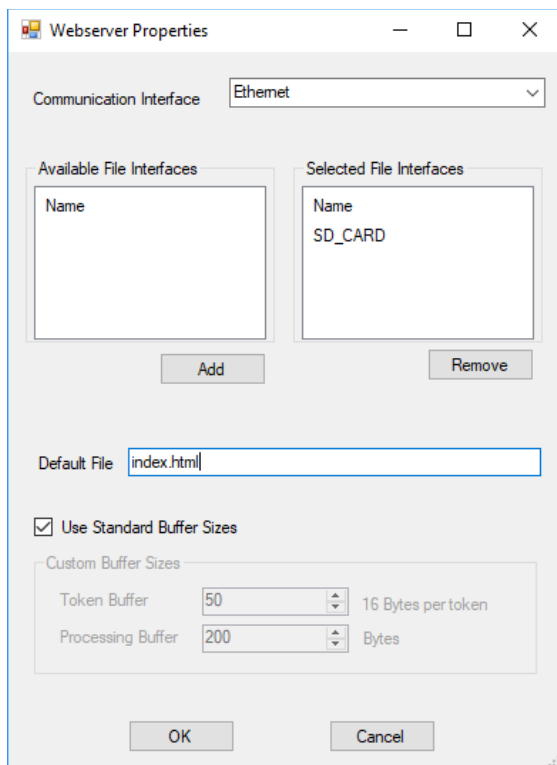 Webserver Properties
Communication Interface
Ethernet
Available File Interfaces
Name
Selected File Interfaces
Name
SD_CARD
Add
Remove
Default File
index.html
Use Standard Buffer Sizes
Custom Buffer Sizes
Token Buffer
50
16 Bytes per token
Processing Buffer
200
Bytes
OK
Cancel